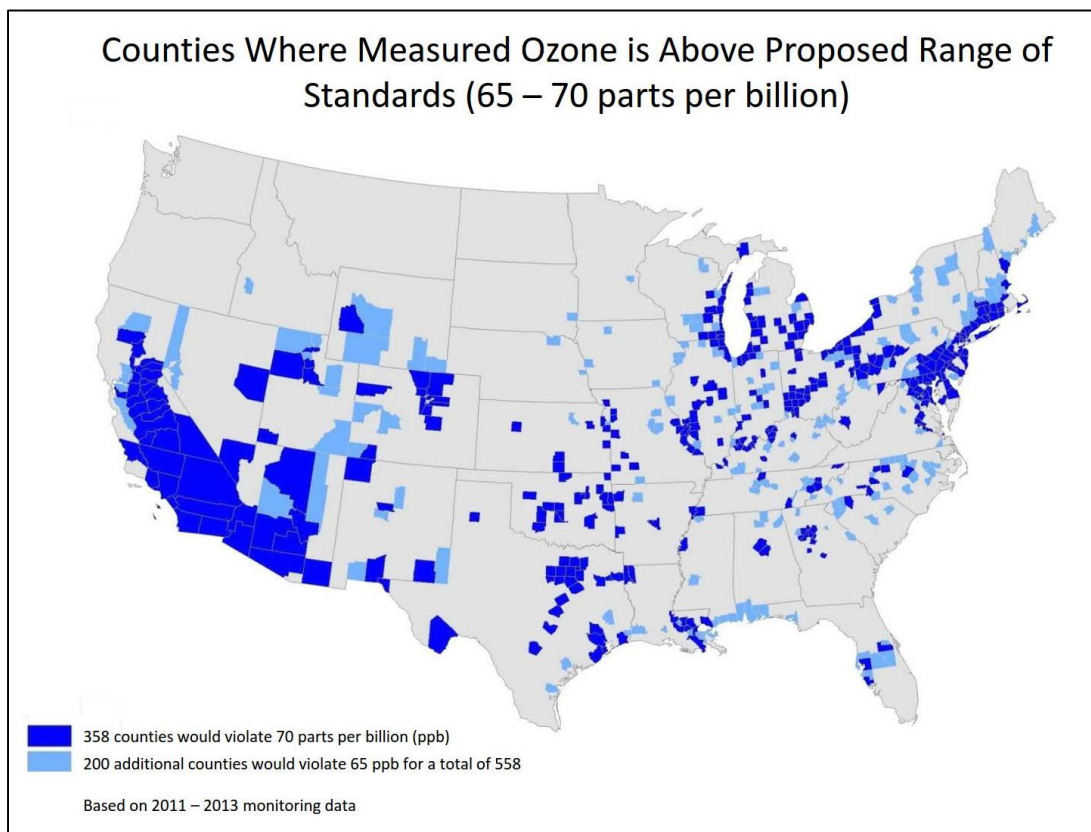 Counties Where Measured Ozone is Above Proposed Range of
Standards (65 – 70 parts per billion)
358 counties would violate 70 parts per billion (ppb)
200 additional counties would violate 65 ppb for a total of 558
Based on 2011 – 2013 monitoring data